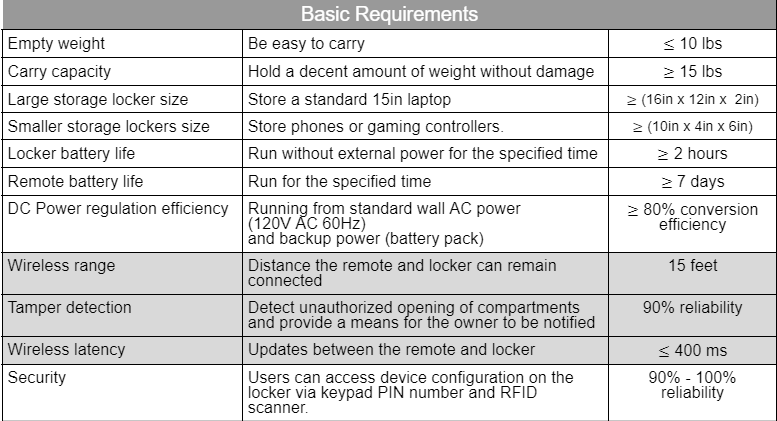 Basic Requirements
Empty weight Be easy to carry ≤ 10 lbs
Carry capacity Hold a decent amount of weight without damage ≥ 15 lbs
Large storage locker size Store a standard 15in laptop ≥ (16in x 12in x 2in)
Smaller storage lockers size Store phones or gaming controllers. ≥ (10in x 4in x 6in)
Locker battery life Run without external power for the specified time ≥ 2 hours
Remote battery life Run for the specified time ≥ 7 days
DC Power regulation efficiency Running from standard wall AC power ≥ 80% conversion
(120V AC 60Hz) efficiency
and backup power (battery pack)
Wireless range Distance the remote and locker can remain 15 feet
connected
Tamper detection Detect unauthorized opening of compartments 90% reliability
and provide a means for the owner to be notified
Wireless latency Updates between the remote and locker ≤ 400 ms
Security Users can access device configuration on the 90% - 100%
locker via keypad PIN number and RFID reliability
scanner.